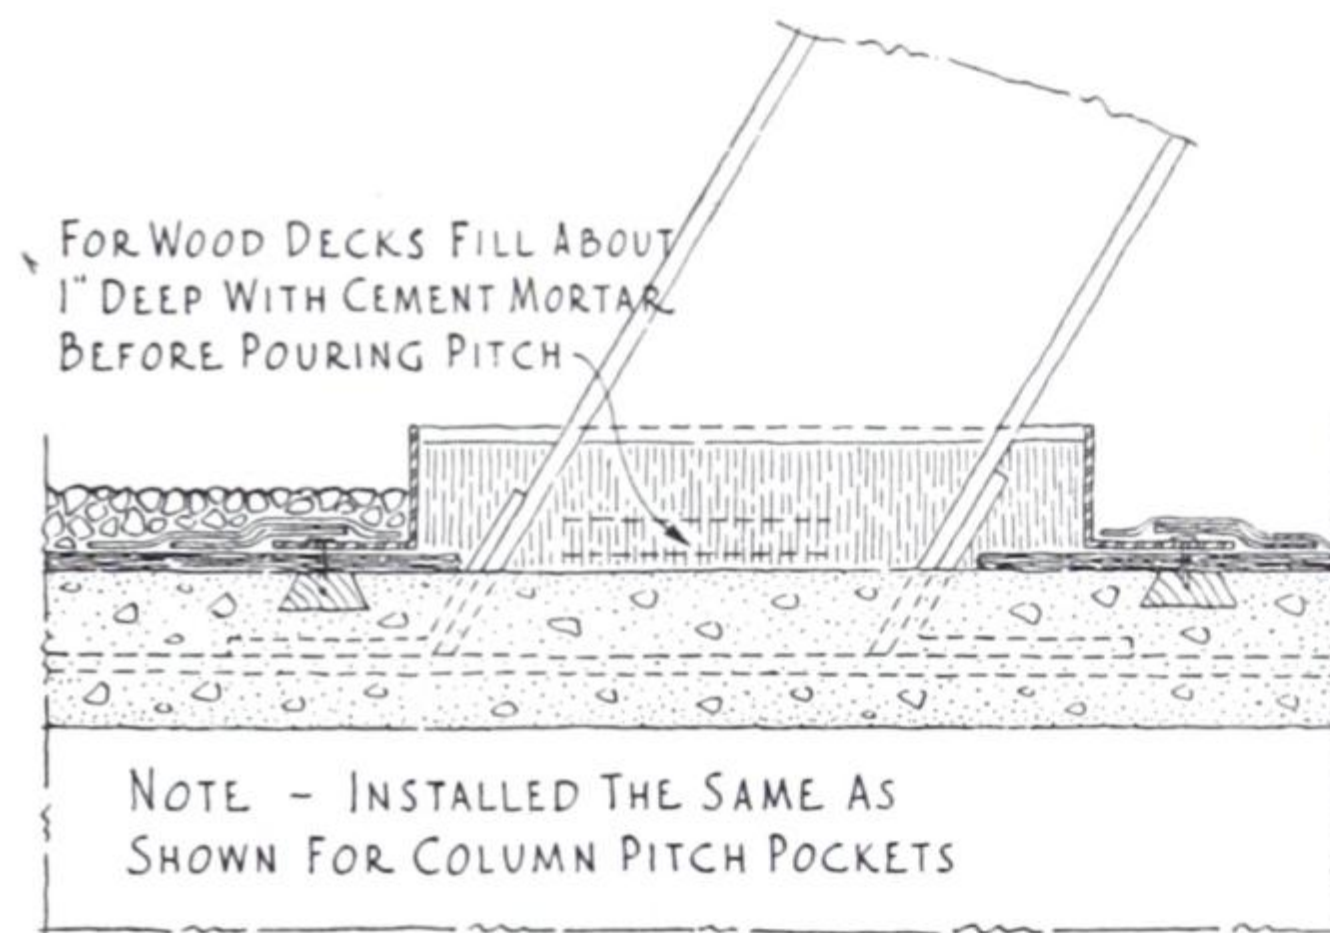 FOR WOOD DECKS FILL ABOUT
1" DEEP WITH CEMENT MORTAR
BEFORE POURING PITCH
NOTE - INSTALLED THE SAME AS
SHOWN FOR COLUMN PITCH POCKETS